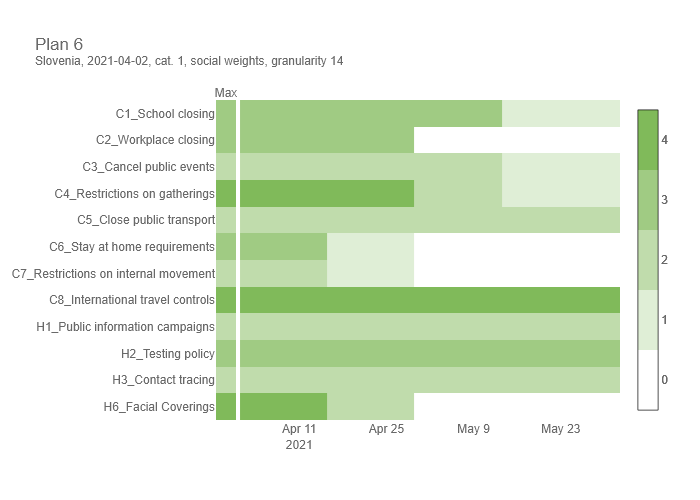 Plan 6
Slovenia, 2021-04-02, cat. 1, social weights, granularity 14
Max
C1_School closing
C2_Workplace closing
C3_Cancel public events
C4_Restrictions on gatherings
C5_Close public transport
C6_Stay at home requirements
C7_Restrictions on internal movement
C8_International travel controls
H1_Public information campaigns
H2_Testing policy
H3_Contact tracing
H6_Facial Coverings
Apr 11 Apr 25 May 9 May 23
2021
4
3
2
1
0